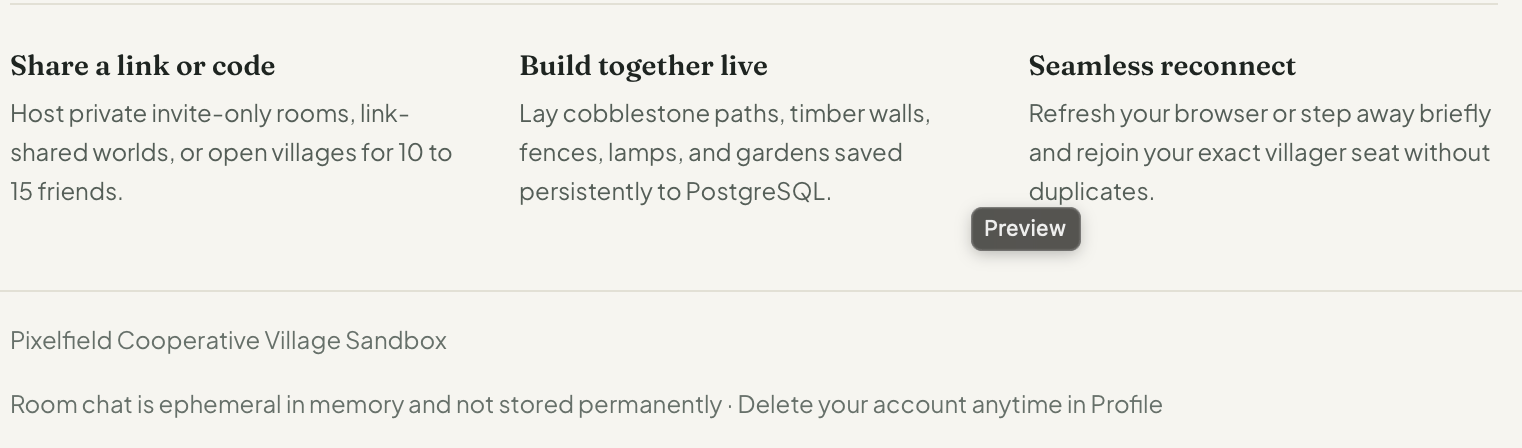 Share a link or code
Host private invite-only rooms, link-
shared worlds, or open villages for 10 to
15 friends.
Build together live
Lay cobblestone paths, timber walls,
fences, lamps, and gardens saved
persistently to PostgreSQL.
Seamless reconnect
Refresh your browser or step away briefly
and rejoin your exact villager seat without
duplicates.
Preview
Pixelfield Cooperative Village Sandbox
Room chat is ephemeral in memory and not stored permanently · Delete your account anytime in Profile